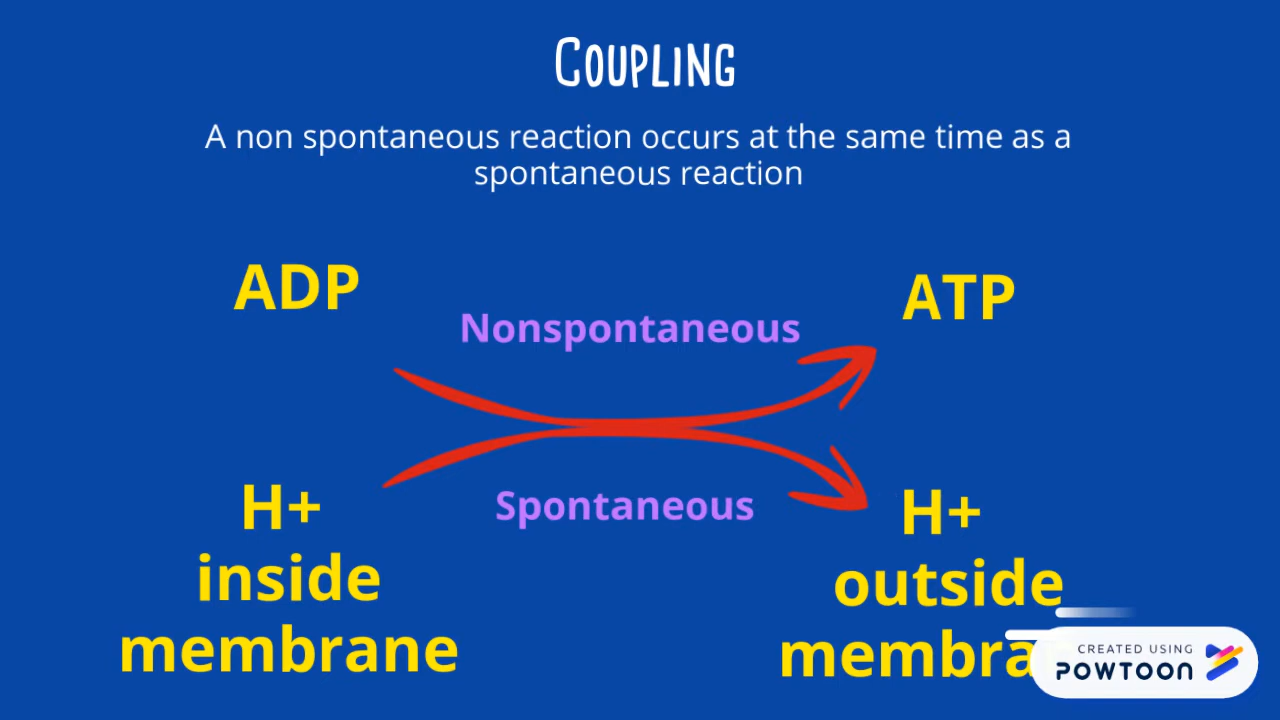 COUPLING
A non spontaneous reaction occurs at the same time as a
spontaneous reaction
ADP
ATP
Nonspontaneous
Spontaneous
H+
inside
membrane
H+
outside
membra
CREATED USING
POWTOON